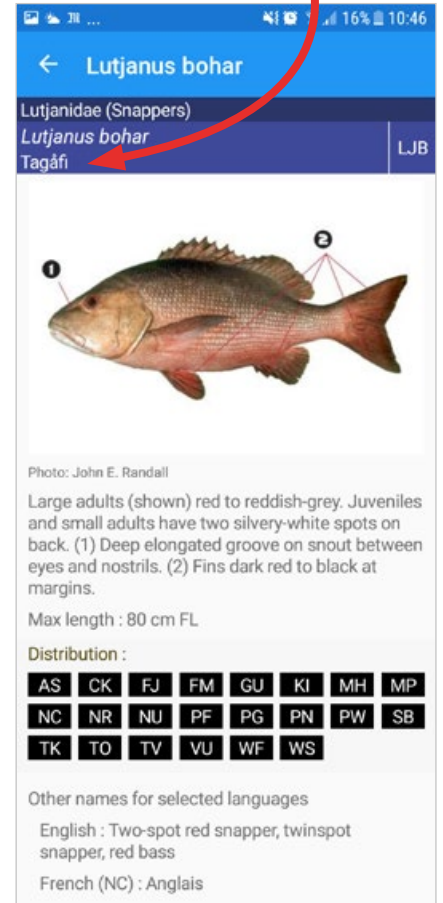 16% 10:46
Lutjanus bohar
Lutjanidae (Snappers)
Lutjanus bohar
Tagåfi
LJB
1
2
Photo: John E. Randall
Large adults (shown) red to reddish-grey. Juveniles
and small adults have two silvery-white spots on
back. (1) Deep elongated groove on snout between
eyes and nostrils. (2) Fins dark red to black at
margins.
Max length : 80 cm FL
Distribution :
AS CK FJ FM GU KI MH MP
NC NR NU PF PG PN PW SB
TK TO TV VU WF WS
Other names for selected languages
English : Two-spot red snapper, twinspot
snapper, red bass
French (NC) : Anglais